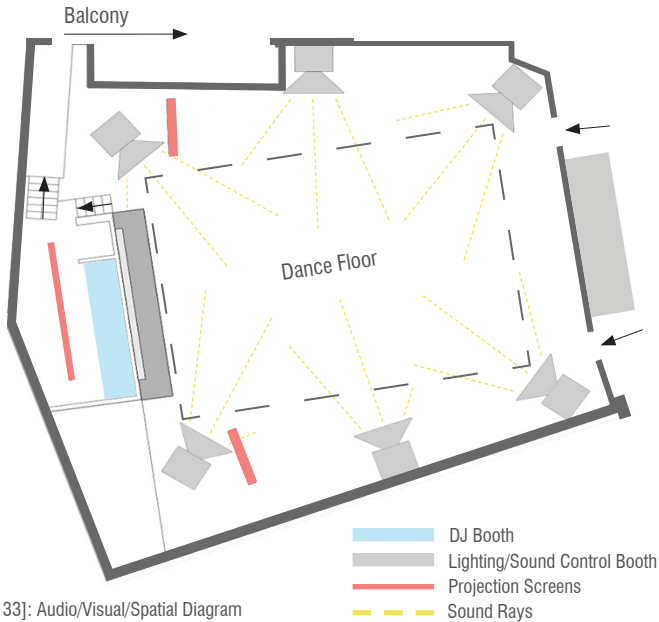 Balcony
Dance Floor
DJ Booth
Lighting/Sound Control Booth
Projection Screens
33]: Audio/Visual/Spatial Diagram
Sound Rays